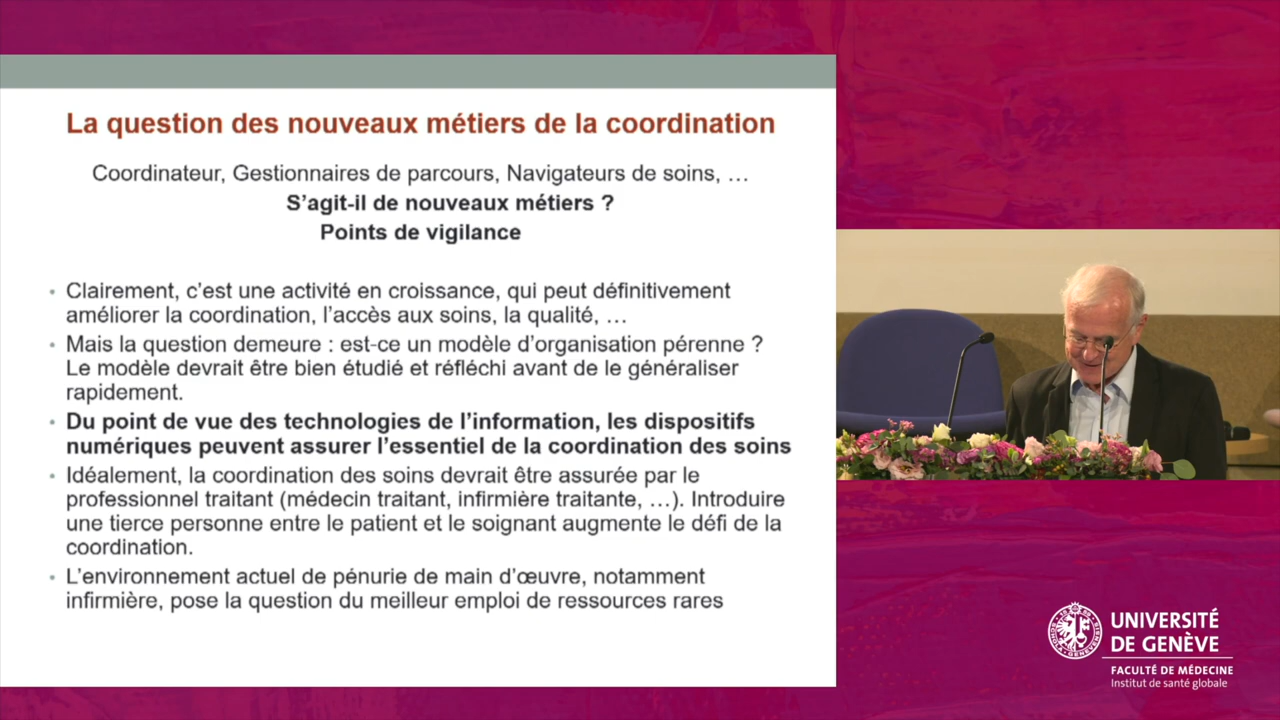 La question des nouveaux métiers de la coordination
Coordinateur, Gestionnaires de parcours, Navigateurs de soins, …
S’agit-il de nouveaux métiers ?
Points de vigilance
• Clairement, c’est une activité en croissance, qui peut définitivement
améliorer la coordination, l’accès aux soins, la qualité, …
• Mais la question demeure : est-ce un modèle d’organisation pérenne ?
Le modèle devrait être bien étudié et réfléchi avant de le généraliser
rapidement.
• Du point de vue des technologies de l’information, les dispositifs
numériques peuvent assurer l’essentiel de la coordination des soins
• Idéalement, la coordination des soins devrait être assurée par le
professionnel traitant (médecin traitant, infirmière traitante, …). Introduire
une tierce personne entre le patient et le soignant augmente le défi de la
coordination.
• L’environnement actuel de pénurie de main d’œuvre, notamment
infirmière, pose la question du meilleur emploi de ressources rares
UNIVERSITÉ
DE GENÈVE
FACULTÉ DE MÉDECINE
Institut de santé globale